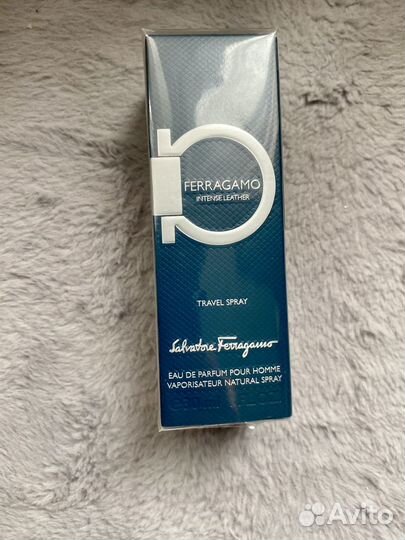 FERRAGAMO
INTENSE LEATHER
TRAVEL SPRAY
Salvatore Ferragamo
EAU DE PARFUM POUR HOMME
VAPORISATEUR NATURAL SPRAY
Avito